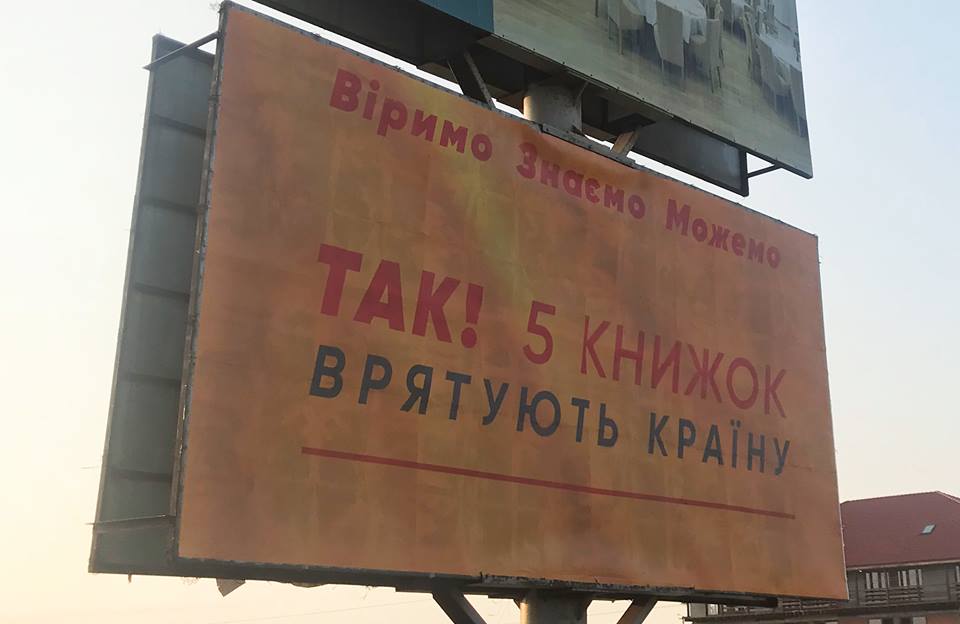 Віримо Знаємо Можемо
ТАК! 5 КНИЖОК
ВРЯТУЮТЬ КРАЇНУ